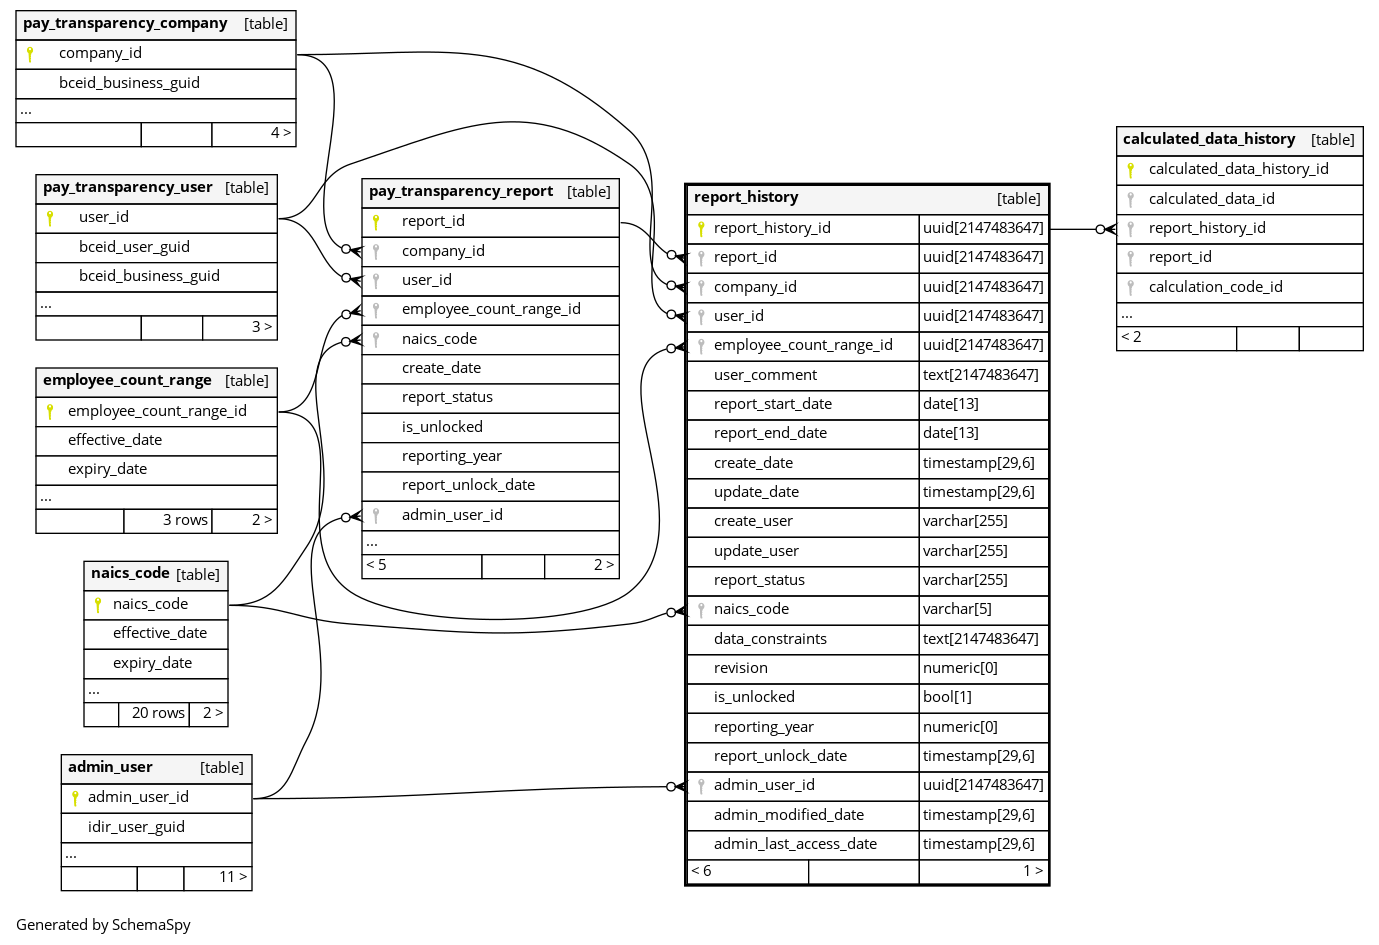 pay_transparency_company [table]
company_id
bceid_business_guid
...
4 >
pay_transparency_user [table]
user_id
bceid_user_guid
bceid_business_guid
...
3 >
employee_count_range [table]
employee_count_range_id
effective_date
expiry_date
...
3 rows 2 >
naics_code [table]
naics_code
effective_date
expiry_date
...
20 rows 2 >
admin_user [table]
admin_user_id
idir_user_guid
...
11 >
pay_transparency_report [table]
report_id
company_id
user_id
employee_count_range_id
naics_code
create_date
report_status
is_unlocked
reporting_year
report_unlock_date
admin_user_id
...
< 5 2 >
report_history [table]
report_history_id uuid[2147483647]
report_id uuid[2147483647]
company_id uuid[2147483647]
user_id uuid[2147483647]
employee_count_range_id uuid[2147483647]
user_comment text[2147483647]
report_start_date date[13]
report_end_date date[13]
create_date timestamp[29,6]
update_date timestamp[29,6]
create_user varchar[255]
update_user varchar[255]
report_status varchar[255]
naics_code varchar[5]
data_constraints text[2147483647]
revision numeric[0]
is_unlocked bool[1]
reporting_year numeric[0]
report_unlock_date timestamp[29,6]
admin_user_id uuid[2147483647]
admin_modified_date timestamp[29,6]
admin_last_access_date timestamp[29,6]
< 6 1 >
calculated_data_history [table]
calculated_data_history_id
calculated_data_id
report_history_id
report_id
calculation_code_id
...
< 2
Generated by SchemaSpy